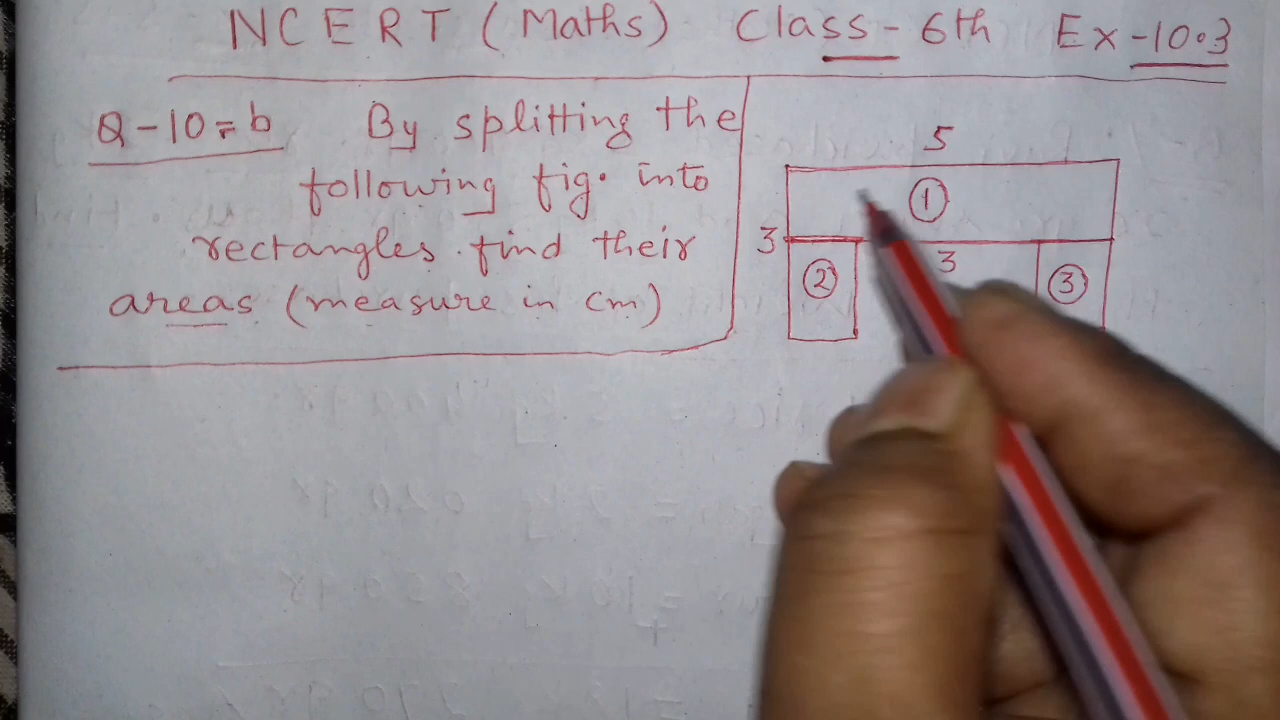 NCERT (Maths) Class - 6th Ex - 10.3
Q - 10 = b By splitting the
following fig. into
rectangles. find their
areas (measure in cm)
5
①
3
3
②
③